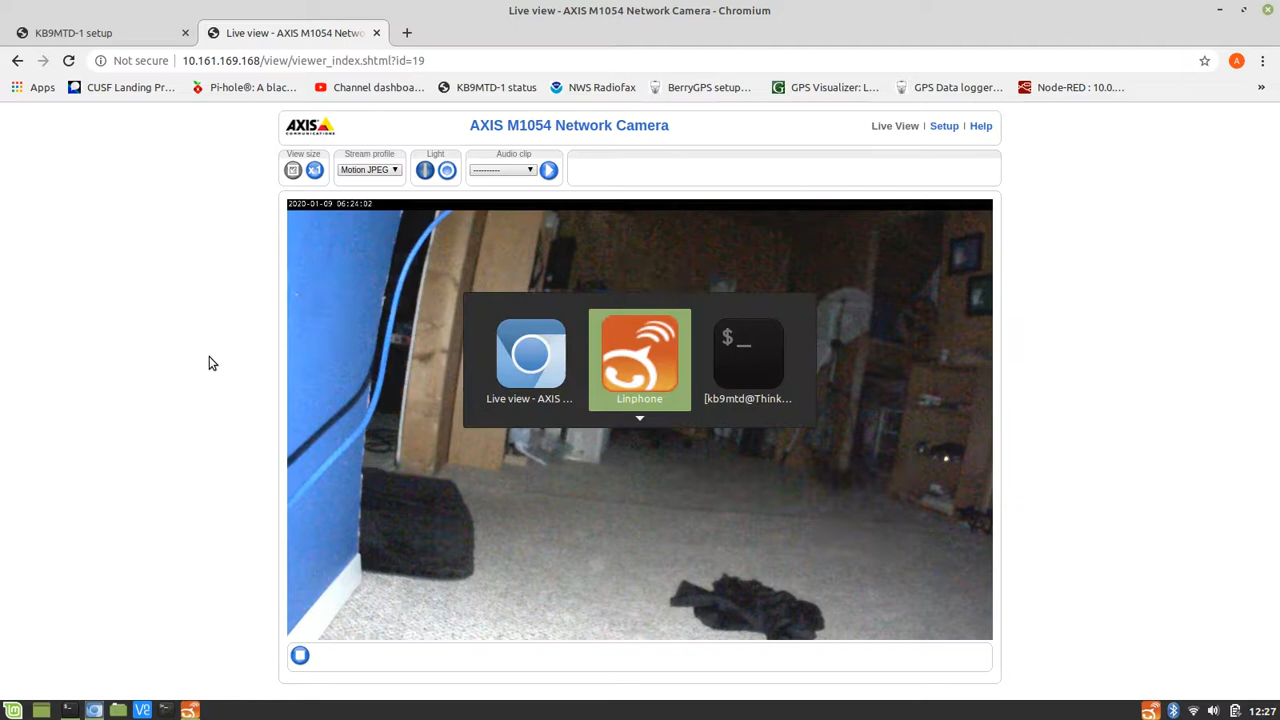 Live view - AXIS M1054 Network Camera - Chromium
KB9MTD-1 setup
Live view - AXIS M1054 Netwo
Not secure
10.161.169.168/view/viewer_index.shtml?id=19
A
Apps
CUSF Landing Pr...
Pi-hole®: A blac...
Channel dashboa...
KB9MTD-1 status
NWS Radiofax
BerryGPS setup...
GPS Visualizer: L...
GPS Data logger...
Node-RED : 10.0....
»
AXIS
COMMUNICATIONS
AXIS M1054 Network Camera
Live View | Setup | Help
View size
Stream profile
Light
Audio clip
x1
Motion JPEG
----------
2020-01-09 06:24:02
$_
Live view - AXIS ...
Linphone
[kb9mtd@Think...
V2
12:27